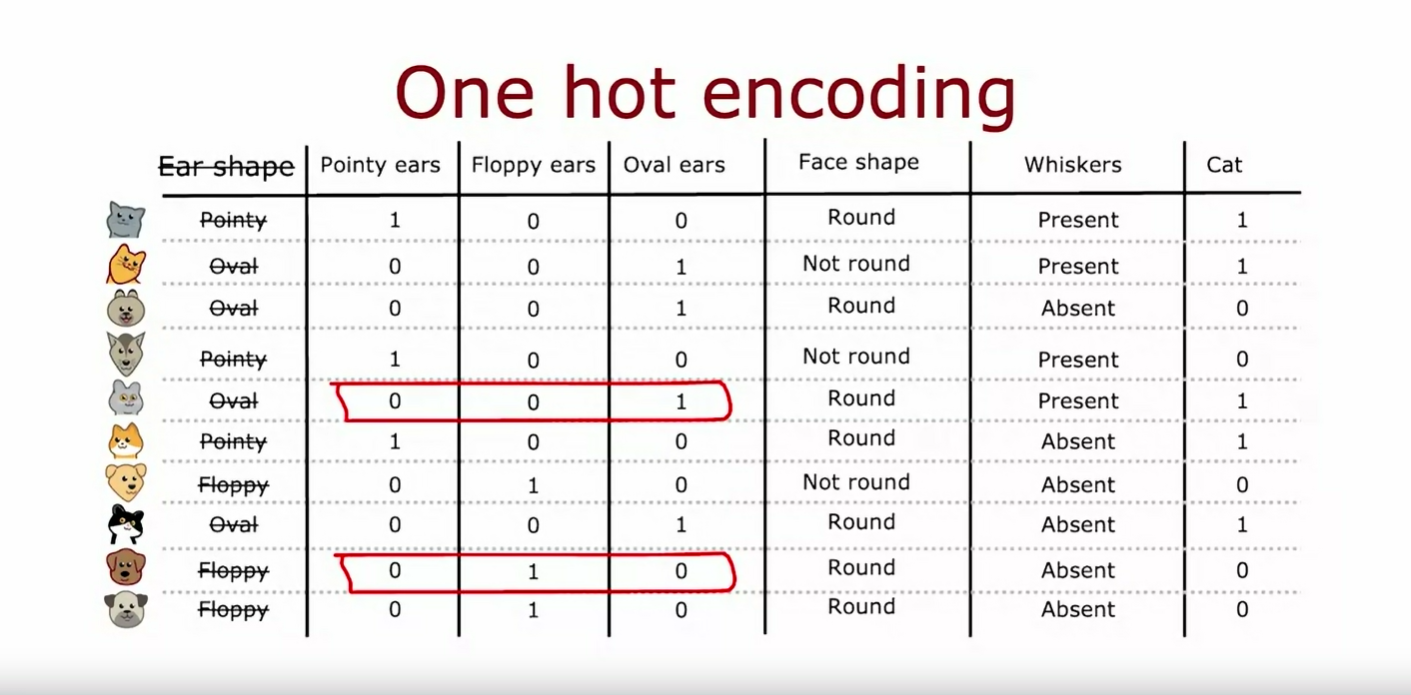 One hot encoding
Ear shape Pointy ears Floppy ears Oval ears Face shape Whiskers Cat
Pointy 1 0 0 Round Present 1
Oval 0 0 1 Not round Present 1
Oval 0 0 1 Round Absent 0
Pointy 1 0 0 Not round Present 0
Oval 0 0 1 Round Present 1
Pointy 1 0 0 Round Absent 1
Floppy 0 1 0 Not round Absent 0
Oval 0 0 1 Round Absent 1
Floppy 0 1 0 Round Absent 0
Floppy 0 1 0 Round Absent 0